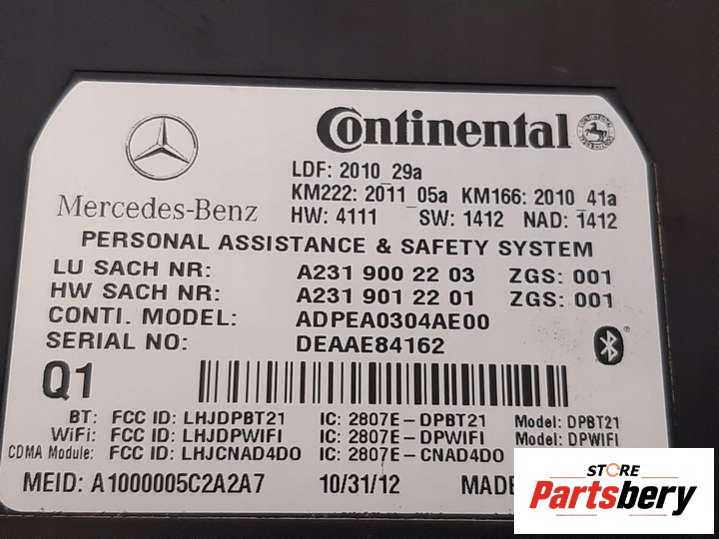 Continental
CONTINENTAL
Mercedes-Benz
LDF: 2010_29a
KM222: 2011_05a KM166: 2010_41a
HW: 4111 SW: 1412 NAD: 1412
PERSONAL ASSISTANCE & SAFETY SYSTEM
LU SACH NR: A231 900 22 03 ZGS: 001
HW SACH NR: A231 901 22 01 ZGS: 001
CONTI. MODEL: ADPEA0304AE00
SERIAL NO: DEAAE84162
Q1
BT: FCC ID: LHJDPBT21 IC: 2807E-DPBT21 Model: DPBT21
WiFi: FCC ID: LHJDPWIFI IC: 2807E-DPWIFI Model: DPWIFI
CDMA Module: FCC ID: LHJCNAD4DO IC: 2807E-CNAD4DO
MEID: A1000005C2A2A7 10/31/12 MADE
STORE
Partsbery